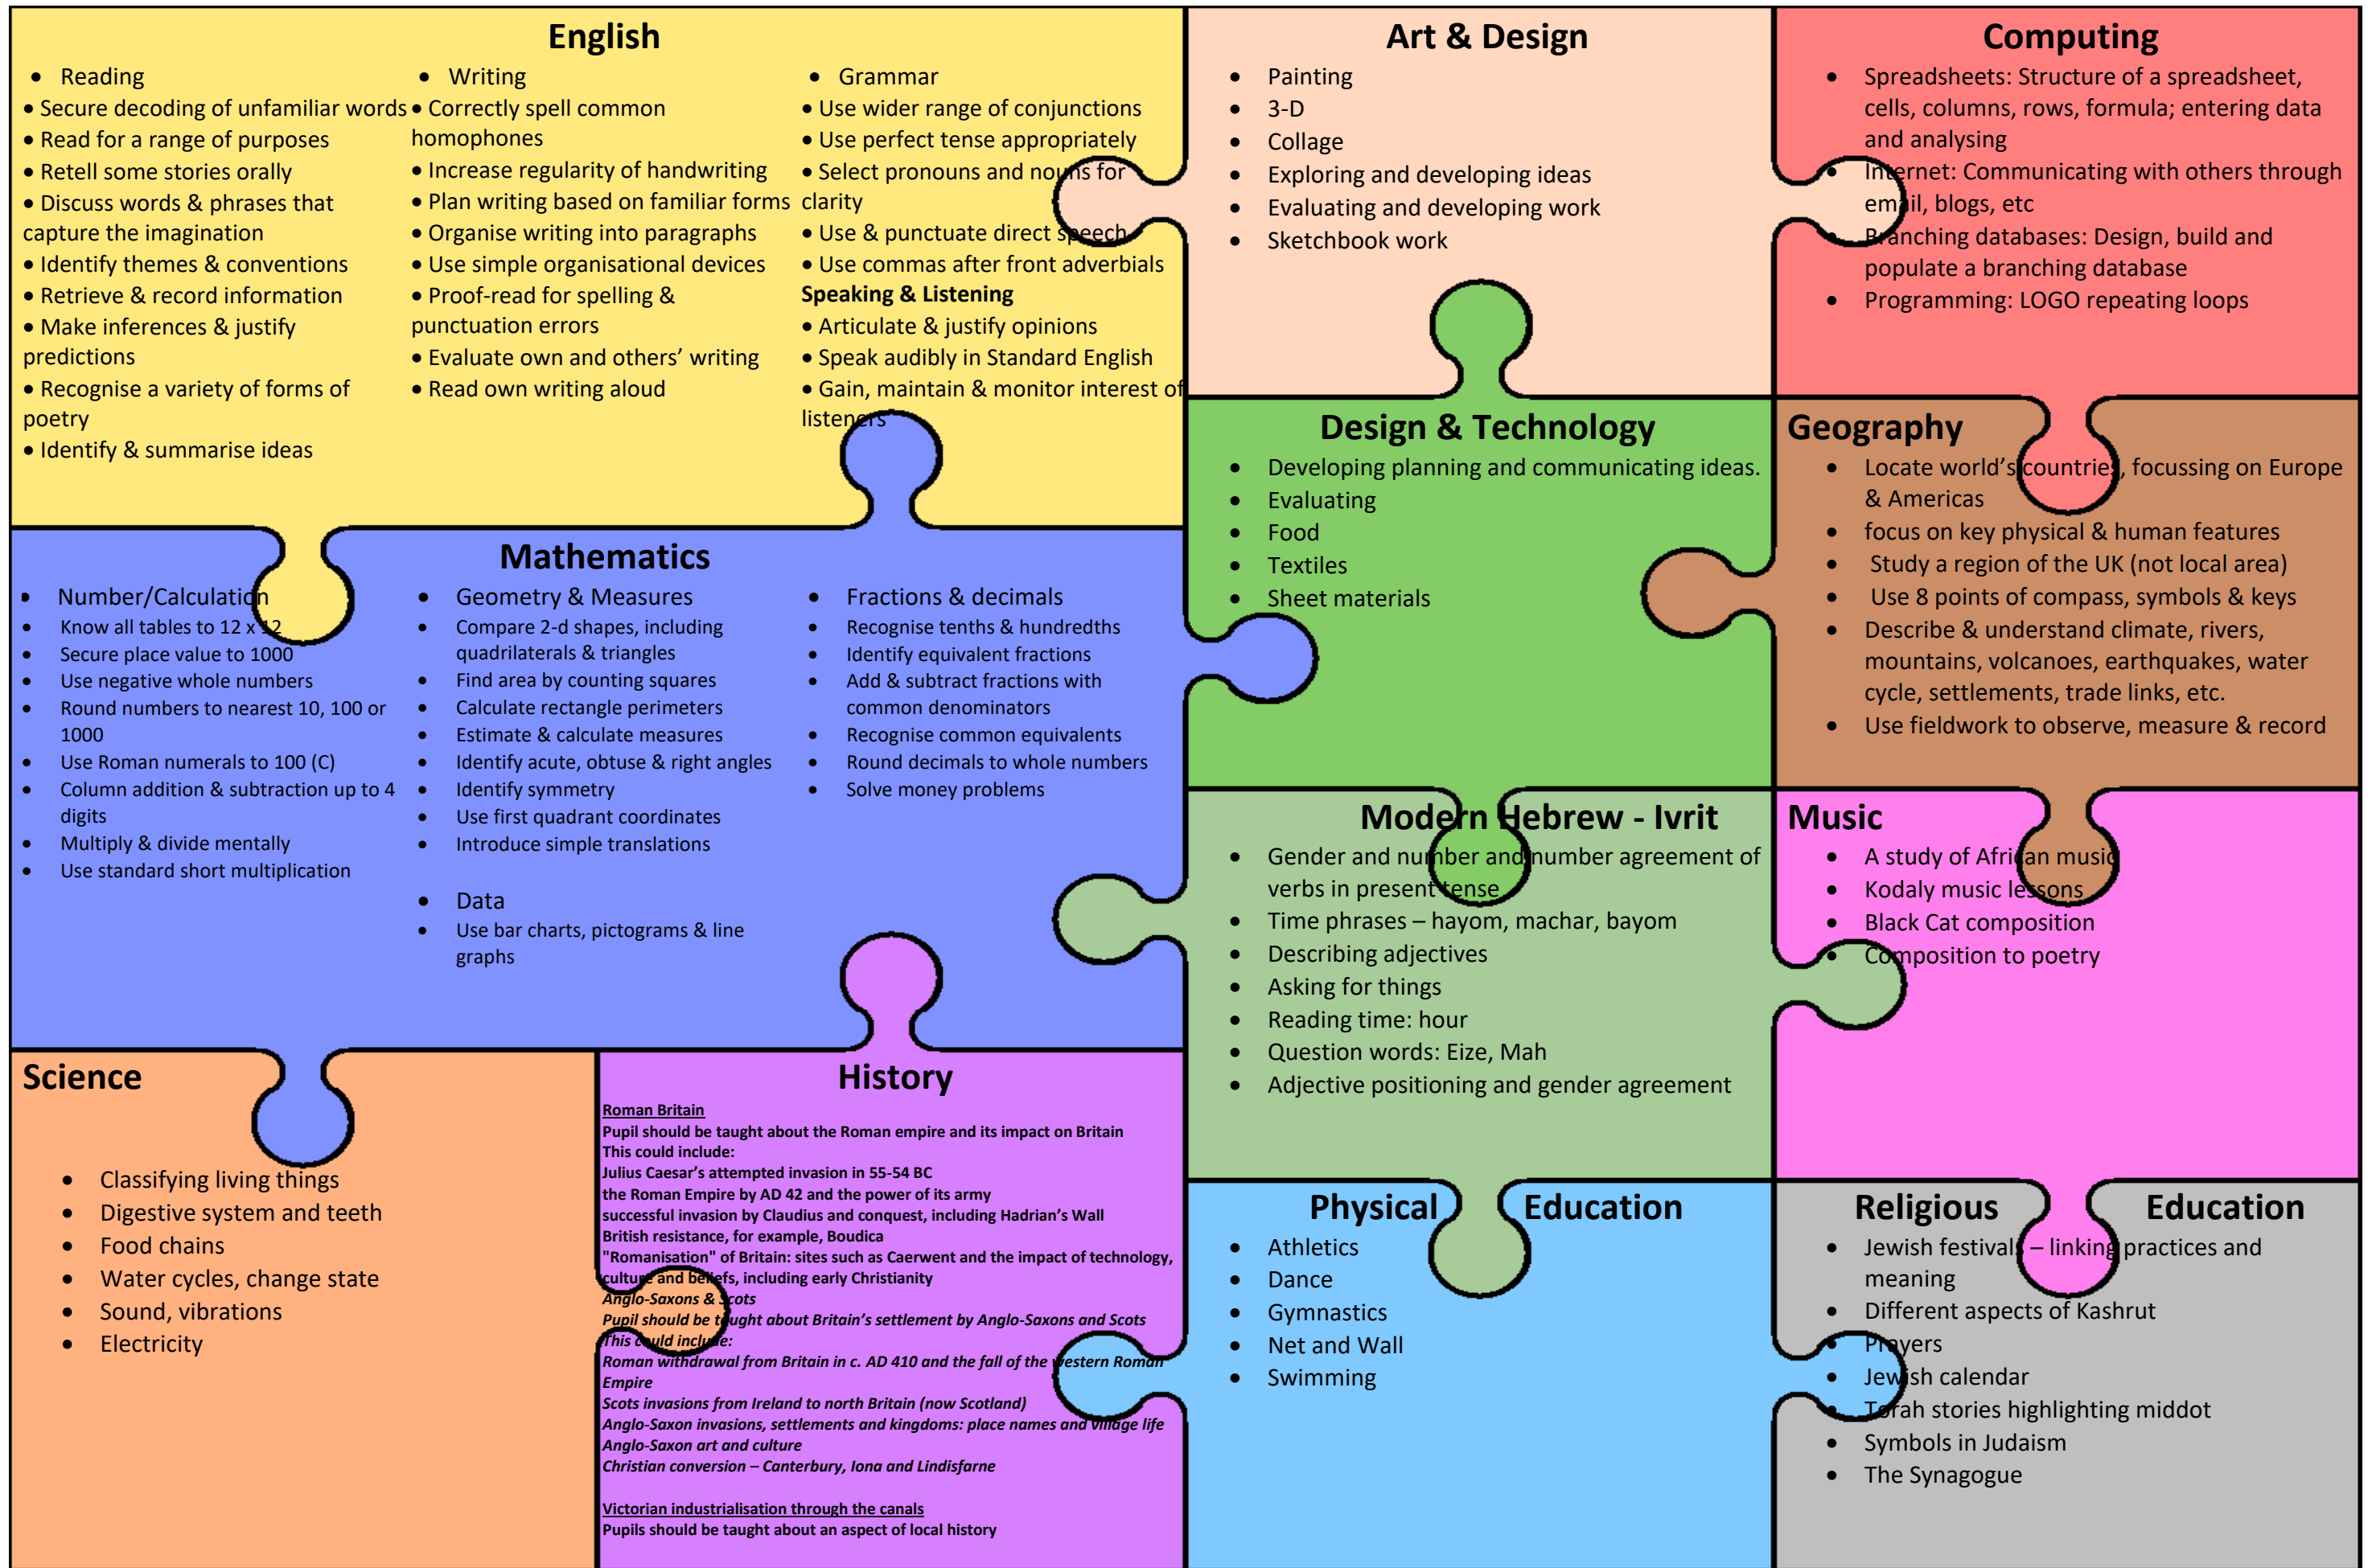 English
• Reading
• Secure decoding of unfamiliar words
• Read for a range of purposes
• Retell some stories orally
• Discuss words & phrases that
capture the imagination
• Identify themes & conventions
• Retrieve & record information
• Make inferences & justify
predictions
• Recognise a variety of forms of
poetry
• Identify & summarise ideas
• Writing
• Correctly spell common
homophones
• Increase regularity of handwriting
• Plan writing based on familiar forms
• Organise writing into paragraphs
• Use simple organisational devices
• Proof-read for spelling &
punctuation errors
• Evaluate own and others’ writing
• Read own writing aloud
• Grammar
• Use wider range of conjunctions
• Use perfect tense appropriately
• Select pronouns and nouns for
clarity
• Use & punctuate direct speech
• Use commas after front adverbials
Speaking & Listening
• Articulate & justify opinions
• Speak audibly in Standard English
• Gain, maintain & monitor interest of
listeners
Art & Design
• Painting
• 3-D
• Collage
• Exploring and developing ideas
• Evaluating and developing work
• Sketchbook work
Computing
• Spreadsheets: Structure of a spreadsheet,
cells, columns, rows, formula; entering data
and analysing
• Internet: Communicating with others through
email, blogs, etc
• Branching databases: Design, build and
populate a branching database
• Programming: LOGO repeating loops
Mathematics
• Number/Calculation
• Know all tables to 12 x 12
• Secure place value to 1000
• Use negative whole numbers
• Round numbers to nearest 10, 100 or
1000
• Use Roman numerals to 100 (C)
• Column addition & subtraction up to 4
digits
• Multiply & divide mentally
• Use standard short multiplication
• Geometry & Measures
• Compare 2-d shapes, including
quadrilaterals & triangles
• Find area by counting squares
• Calculate rectangle perimeters
• Estimate & calculate measures
• Identify acute, obtuse & right angles
• Identify symmetry
• Use first quadrant coordinates
• Introduce simple translations
• Data
• Use bar charts, pictograms & line
graphs
• Fractions & decimals
• Recognise tenths & hundredths
• Identify equivalent fractions
• Add & subtract fractions with
common denominators
• Recognise common equivalents
• Round decimals to whole numbers
• Solve money problems
Design & Technology
• Developing planning and communicating ideas.
• Evaluating
• Food
• Textiles
• Sheet materials
Geography
• Locate world’s countries, focussing on Europe
& Americas
• focus on key physical & human features
• Study a region of the UK (not local area)
• Use 8 points of compass, symbols & keys
• Describe & understand climate, rivers,
mountains, volcanoes, earthquakes, water
cycle, settlements, trade links, etc.
• Use fieldwork to observe, measure & record
Modern Hebrew - Ivrit
• Gender and number and number agreement of
verbs in present tense
• Time phrases – hayom, machar, bayom
• Describing adjectives
• Asking for things
• Reading time: hour
• Question words: Eize, Mah
• Adjective positioning and gender agreement
Music
• A study of African music
• Kodaly music lessons
• Black Cat composition
• Composition to poetry
Science
• Classifying living things
• Digestive system and teeth
• Food chains
• Water cycles, change state
• Sound, vibrations
• Electricity
History
Roman Britain
Pupil should be taught about the Roman empire and its impact on Britain
This could include:
Julius Caesar’s attempted invasion in 55-54 BC
the Roman Empire by AD 42 and the power of its army
successful invasion by Claudius and conquest, including Hadrian’s Wall
British resistance, for example, Boudica
"Romanisation" of Britain: sites such as Caerwent and the impact of technology,
culture and beliefs, including early Christianity
Anglo-Saxons & Scots
Pupil should be taught about Britain’s settlement by Anglo-Saxons and Scots
This could include:
Roman withdrawal from Britain in c. AD 410 and the fall of the western Roman
Empire
Scots invasions from Ireland to north Britain (now Scotland)
Anglo-Saxon invasions, settlements and kingdoms: place names and village life
Anglo-Saxon art and culture
Christian conversion – Canterbury, Iona and Lindisfarne
Victorian industrialisation through the canals
Pupils should be taught about an aspect of local history
Physical Education
• Athletics
• Dance
• Gymnastics
• Net and Wall
• Swimming
Religious Education
• Jewish festivals – linking practices and
meaning
• Different aspects of Kashrut
• Prayers
• Jewish calendar
• Torah stories highlighting middot
• Symbols in Judaism
• The Synagogue